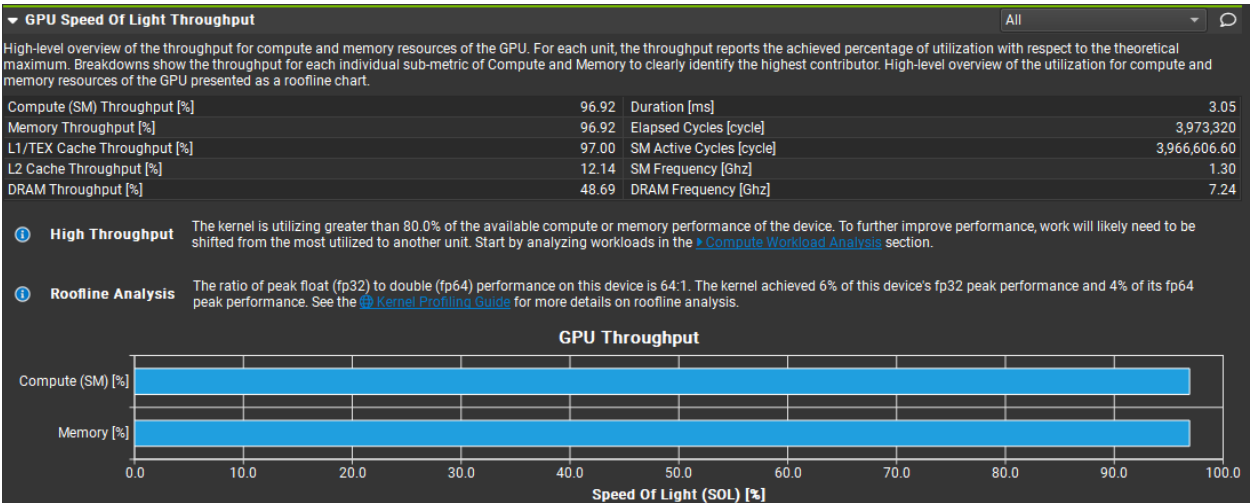 GPU Speed Of Light Throughput All
High-level overview of the throughput for compute and memory resources of the GPU. For each unit, the throughput reports the achieved percentage of utilization with respect to the theoretical
maximum. Breakdowns show the throughput for each individual sub-metric of Compute and Memory to clearly identify the highest contributor. High-level overview of the utilization for compute and
memory resources of the GPU presented as a roofline chart.
Compute (SM) Throughput [%] 96.92 Duration [ms] 3.05
Memory Throughput [%] 96.92 Elapsed Cycles [cycle] 3,973,320
L1/TEX Cache Throughput [%] 97.00 SM Active Cycles [cycle] 3,966,606.60
L2 Cache Throughput [%] 12.14 SM Frequency [Ghz] 1.30
DRAM Throughput [%] 48.69 DRAM Frequency [Ghz] 7.24
High Throughput The kernel is utilizing greater than 80.0% of the available compute or memory performance of the device. To further improve performance, work will likely need to be
shifted from the most utilized to another unit. Start by analyzing workloads in the Compute Workload Analysis section.
Roofline Analysis The ratio of peak float (fp32) to double (fp64) performance on this device is 64:1. The kernel achieved 6% of this device's fp32 peak performance and 4% of its fp64
peak performance. See the Kernel Profiling Guide for more details on roofline analysis.
GPU Throughput
Compute (SM) [%]
Memory [%]
0.0 10.0 20.0 30.0 40.0 50.0 60.0 70.0 80.0 90.0 100.0
Speed Of Light (SOL) [%]